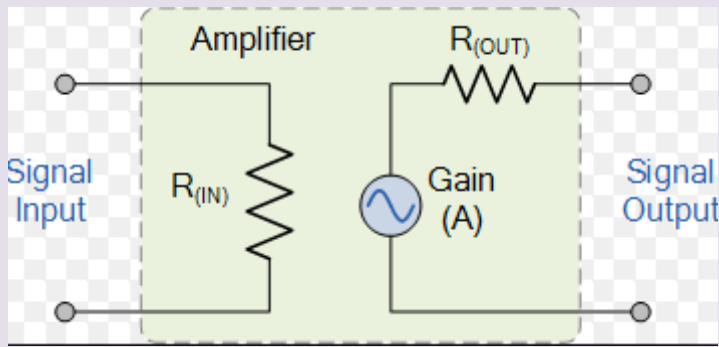 Amplifier
R(OUT)
Signal
Input
R(IN)
Gain
(A)
Signal
Output